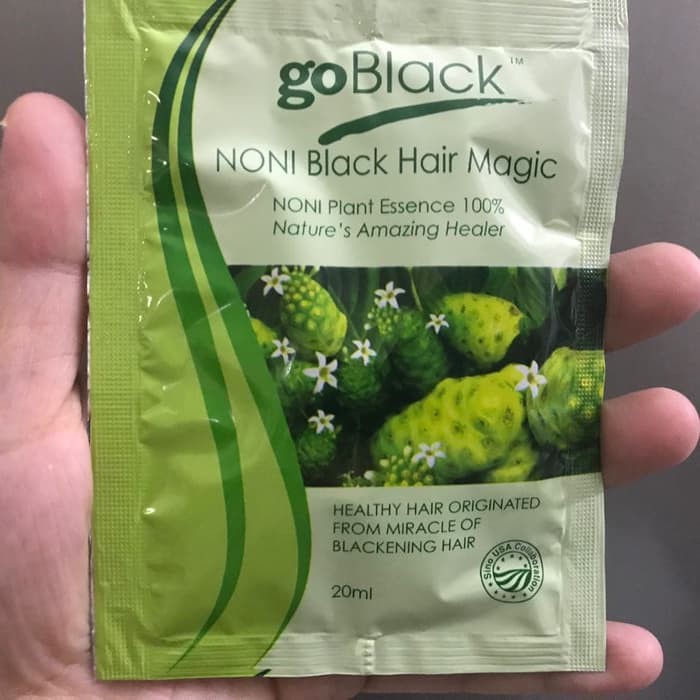 goBlack™
NONI Black Hair Magic
NONI Plant Essence 100%
Nature's Amazing Healer
HEALTHY HAIR ORIGINATED
FROM MIRACLE OF
BLACKENING HAIR
Sino USA Collaboration
20ml